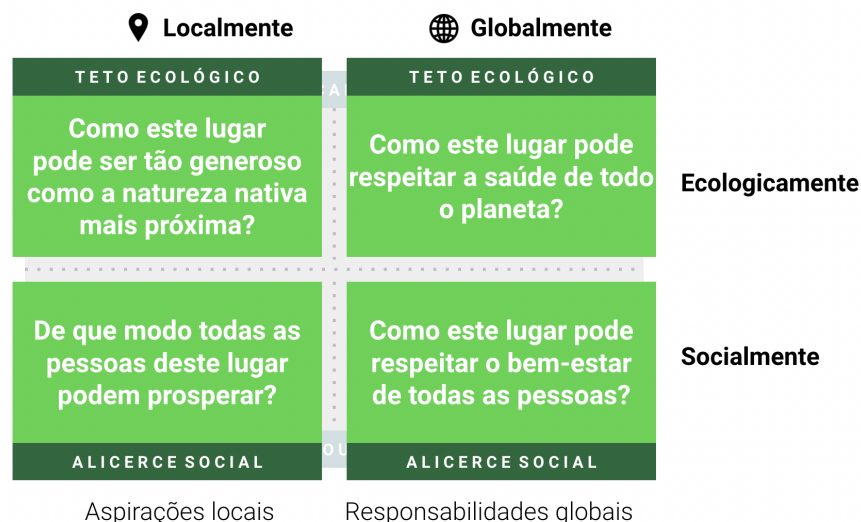 Localmente
Globalmente
TETO ECOLÓGICO
TETO ECOLÓGICO
Como este lugar
pode ser tão generoso
como a natureza nativa
mais próxima?
Como este lugar pode
respeitar a saúde de todo
o planeta?
Ecologicamente
De que modo todas as
pessoas deste lugar
podem prosperar?
Como este lugar pode
respeitar o bem-estar
de todas as pessoas?
Socialmente
ALICERCE SOCIAL
ALICERCE SOCIAL
Aspirações locais
Responsabilidades globais